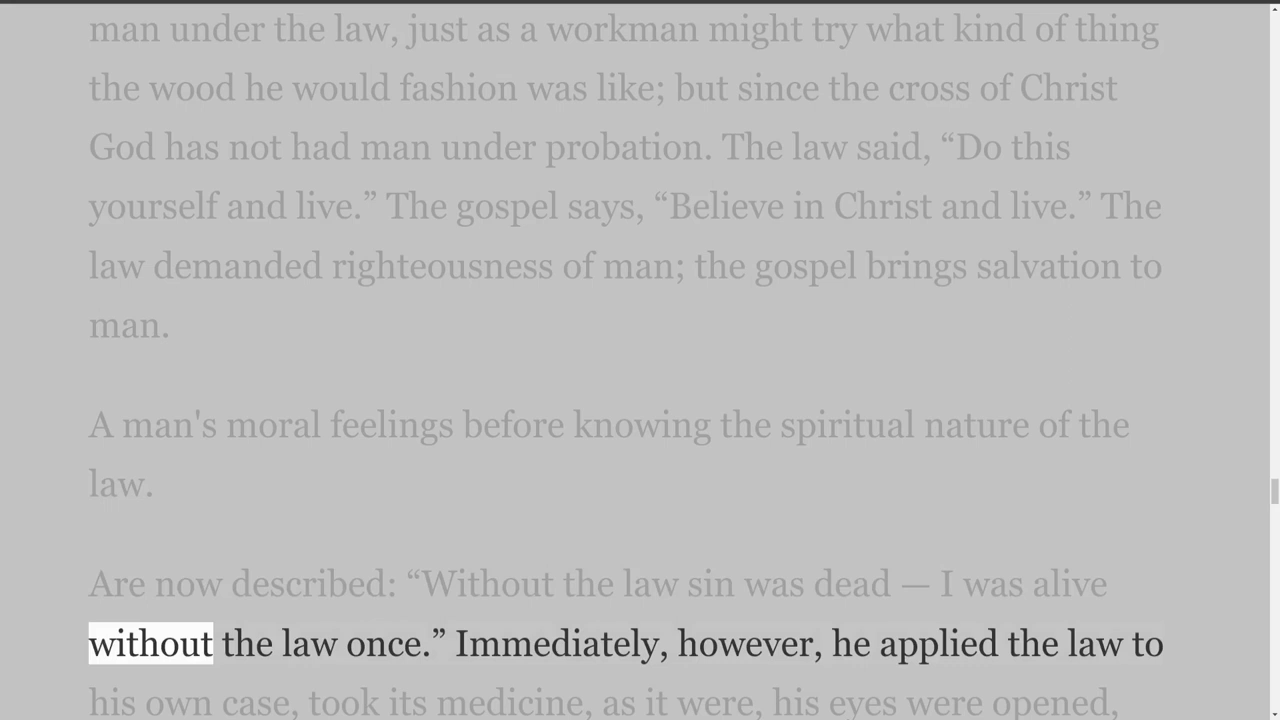 man under the law, just as a workman might try what kind of thing
the wood he would fashion was like; but since the cross of Christ
God has not had man under probation. The law said, “Do this
yourself and live.” The gospel says, “Believe in Christ and live.” The
law demanded righteousness of man; the gospel brings salvation to
man.
A man's moral feelings before knowing the spiritual nature of the
law.
Are now described: “Without the law sin was dead — I was alive
without the law once.” Immediately, however, he applied the law to
his own case, took its medicine, as it were, his eyes were opened,